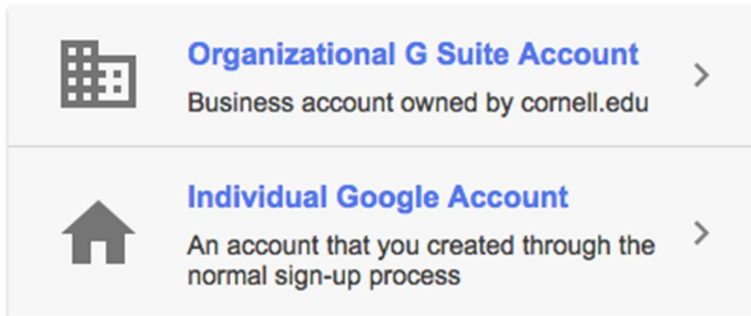 Organizational G Suite Account
Business account owned by cornell.edu
Individual Google Account
An account that you created through the
normal sign-up process